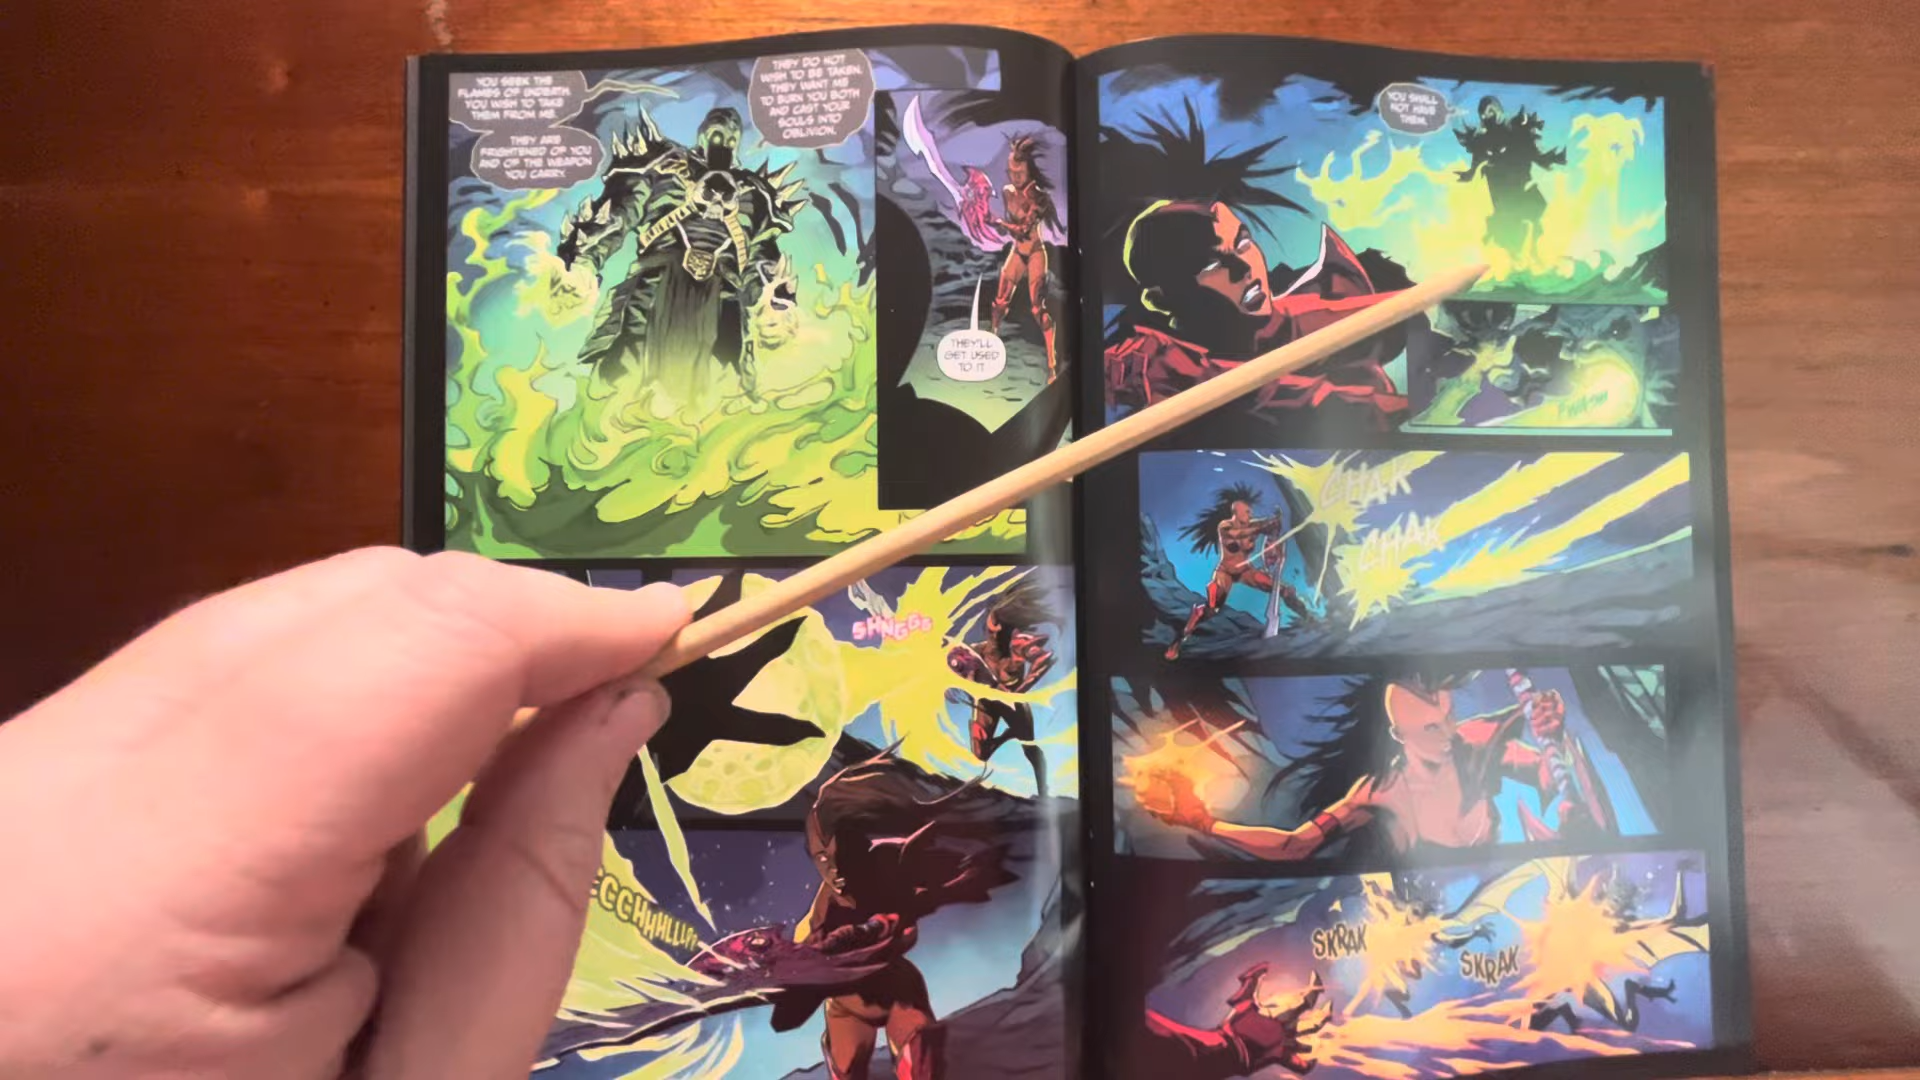 YOU SEEK THE
FLAMES OF UNDEATH.
YOU WISH TO TAKE
THEM FROM ME.
THEY ARE
FRIGHTENED OF YOU
AND OF THE WEAPON
YOU CARRY.
THEY DO NOT
WISH TO BE TAKEN.
THEY WANT ME
TO BURN YOU BOTH
AND CAST YOUR
SOULS INTO
OBLIVION.
THEY'LL
GET USED
TO IT
SHNGGG
YOU SHALL
NOT HAVE
THEM.
CHAK
CHAK
SKRAK
SKRAK